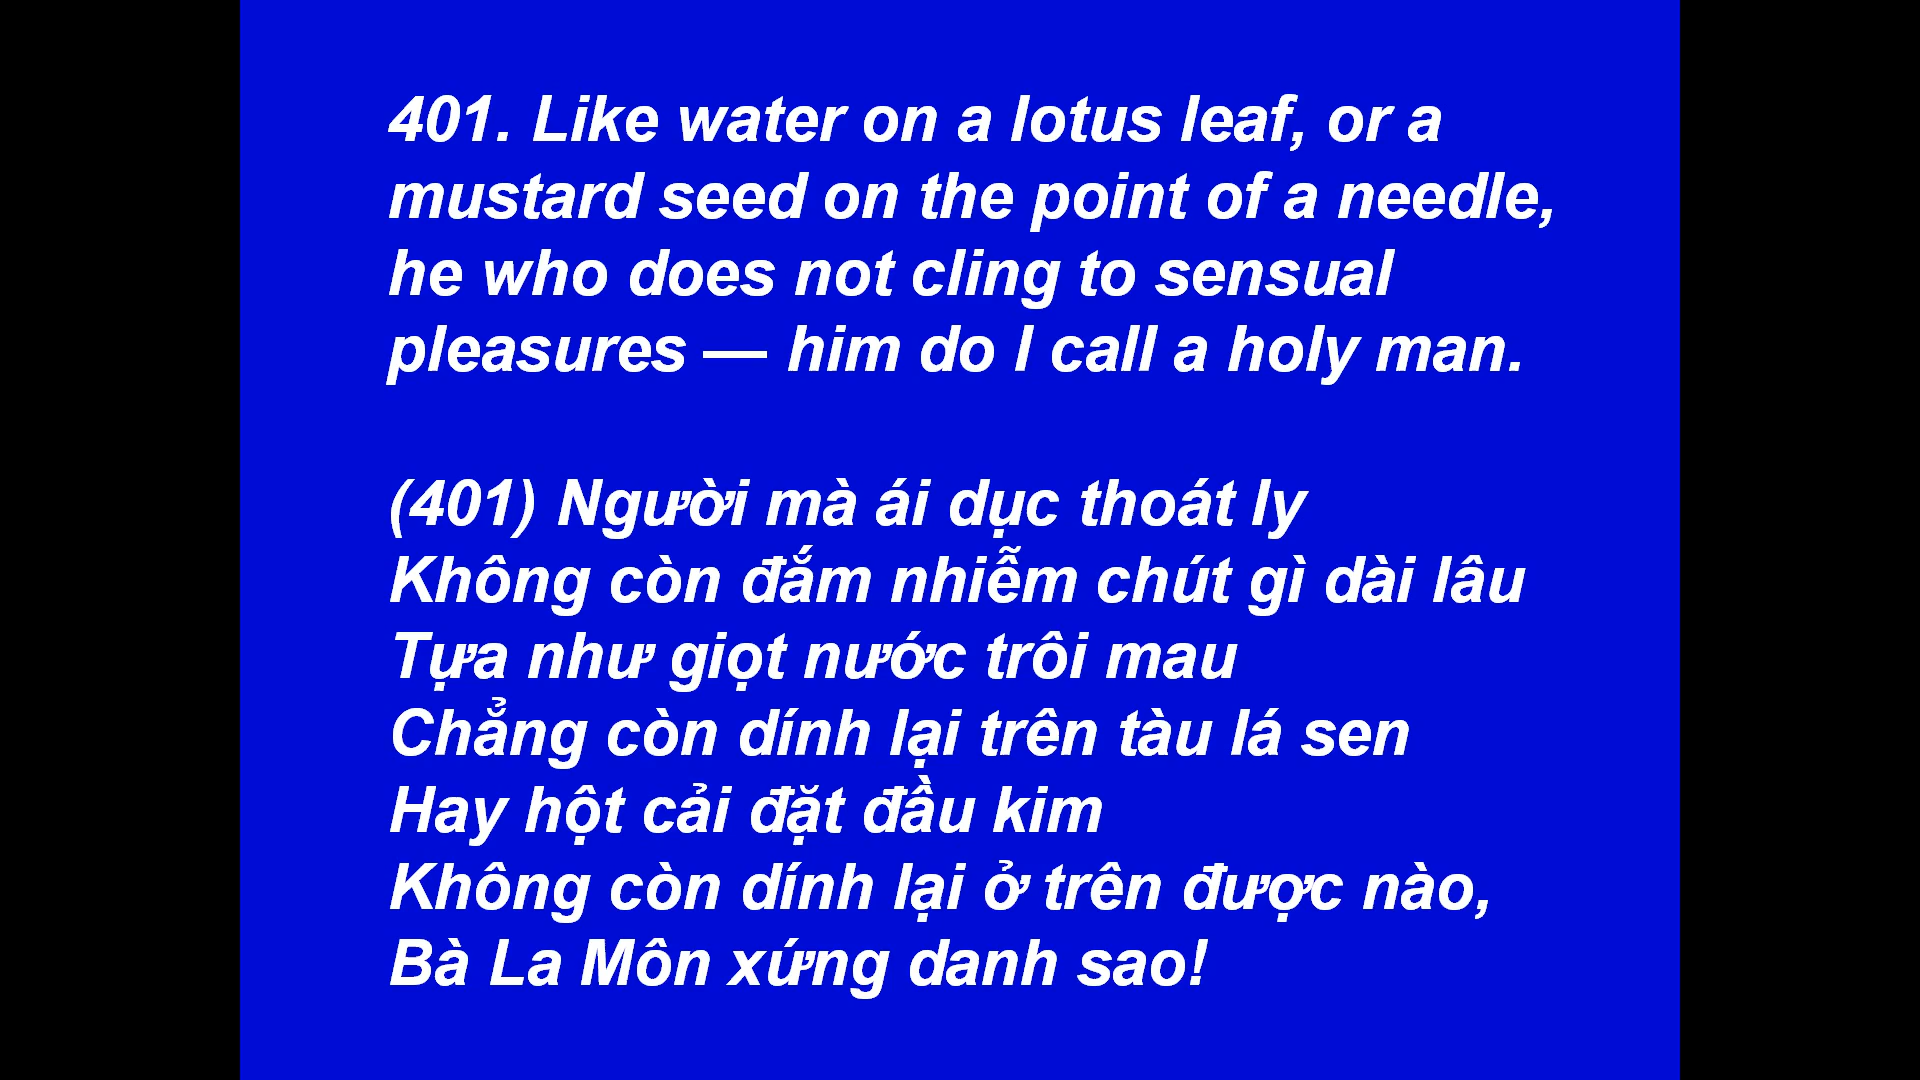 401. Like water on a lotus leaf, or a
mustard seed on the point of a needle,
he who does not cling to sensual
pleasures — him do I call a holy man.
(401) Người mà ái dục thoát ly
Không còn đắm nhiễm chút gì dài lâu
Tựa như giọt nước trôi mau
Chẳng còn dính lại trên tàu lá sen
Hay hột cải đặt đầu kim
Không còn dính lại ở trên được nào,
Bà La Môn xứng danh sao!